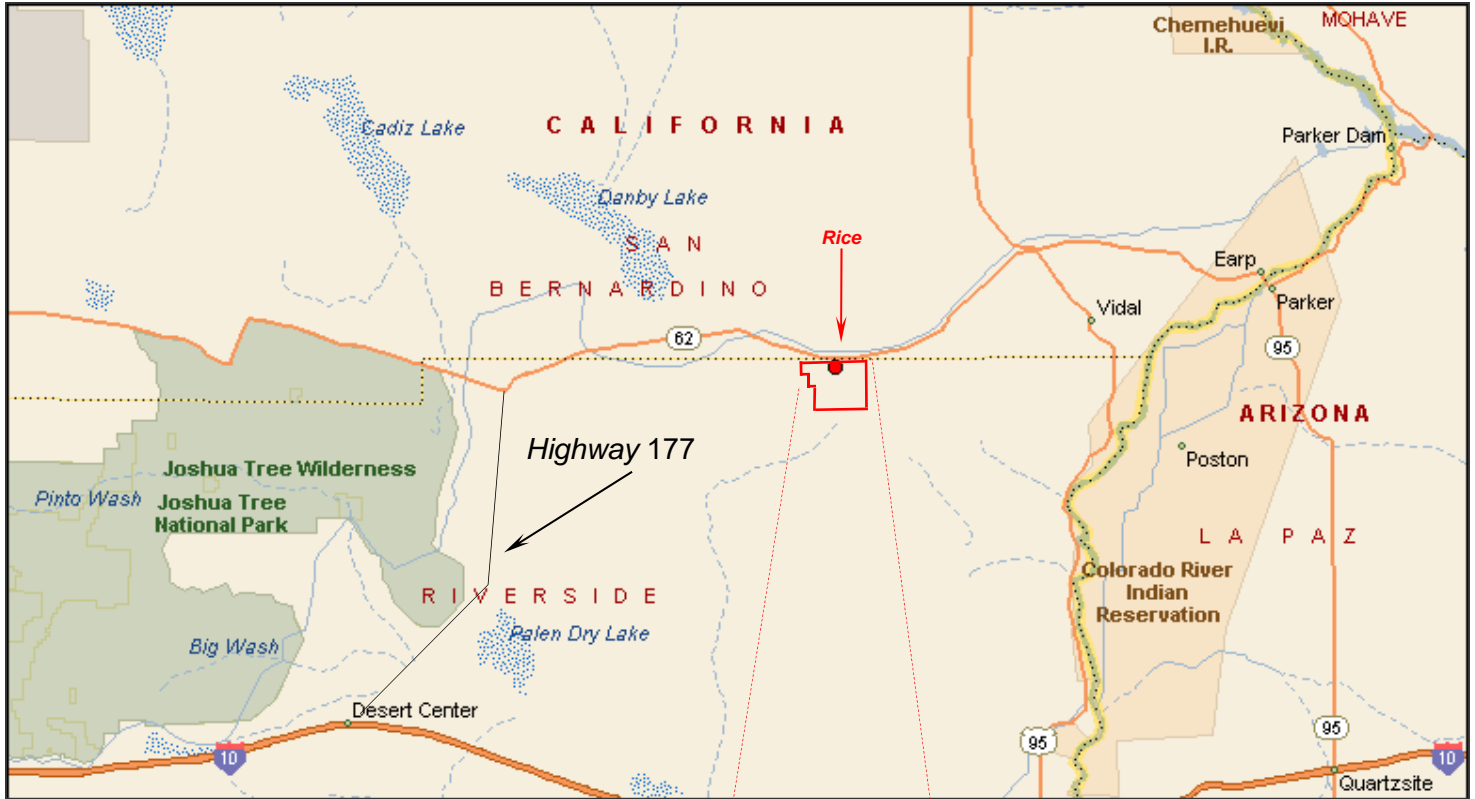 Chemehuevi
I.R.
MOHAVE
Cadiz Lake
CALIFORNIA
Parker Dam
Danby Lake
SAN
Rice
BERNARDINO
Earp
Parker
Vidal
62
95
ARIZONA
Highway 177
Poston
Joshua Tree Wilderness
Pinto Wash
Joshua Tree
National Park
LA PAZ
Colorado River
Indian
Reservation
RIVERSIDE
Palen Dry Lake
Big Wash
Desert Center
95
95
10
10
Quartzsite